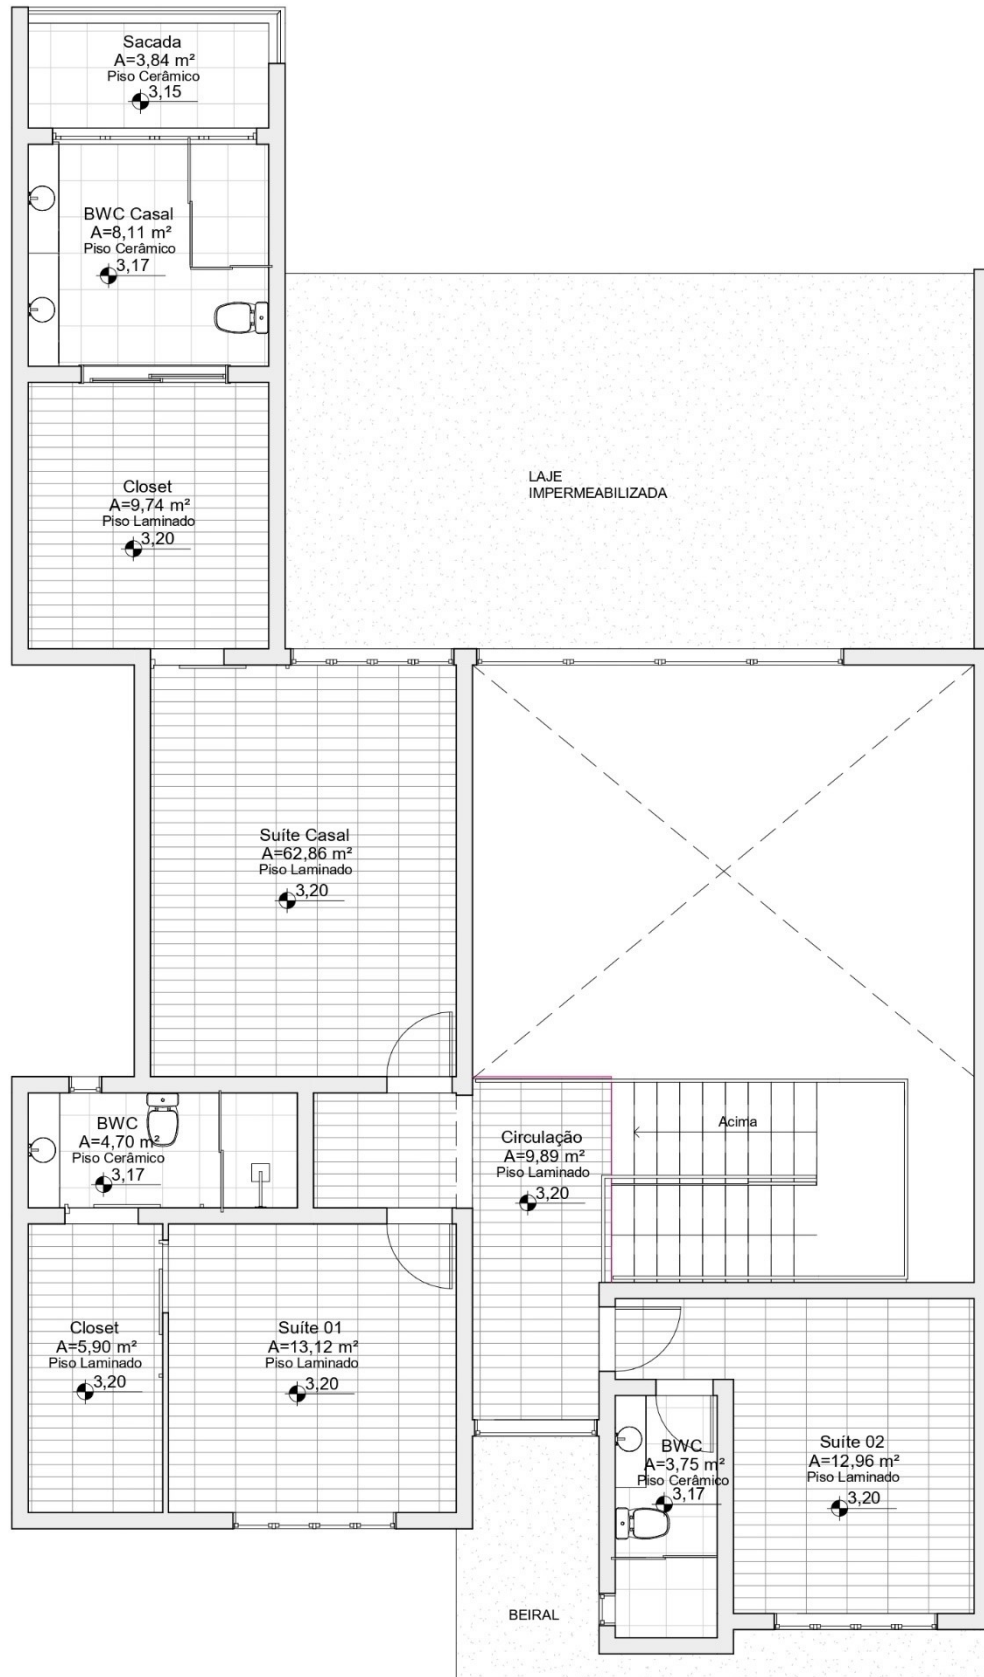 Sacada
A=3,84 m²
Piso Cerâmico
3,15
BWC Casal
A=8,11 m²
Piso Cerâmico
3,17
Closet
A=9,74 m²
Piso Laminado
3,20
LAJE
IMPERMEABILIZADA
Suíte Casal
A=62,86 m²
Piso Laminado
3,20
BWC
A=4,70 m²
Piso Cerâmico
3,17
Circulação
A=9,89 m²
Piso Laminado
3,20
Acima
Closet
A=5,90 m²
Piso Laminado
3,20
Suíte 01
A=13,12 m²
Piso Laminado
3,20
BWC
A=3,75 m²
Piso Cerâmico
3,17
Suíte 02
A=12,96 m²
Piso Laminado
3,20
BEIRAL